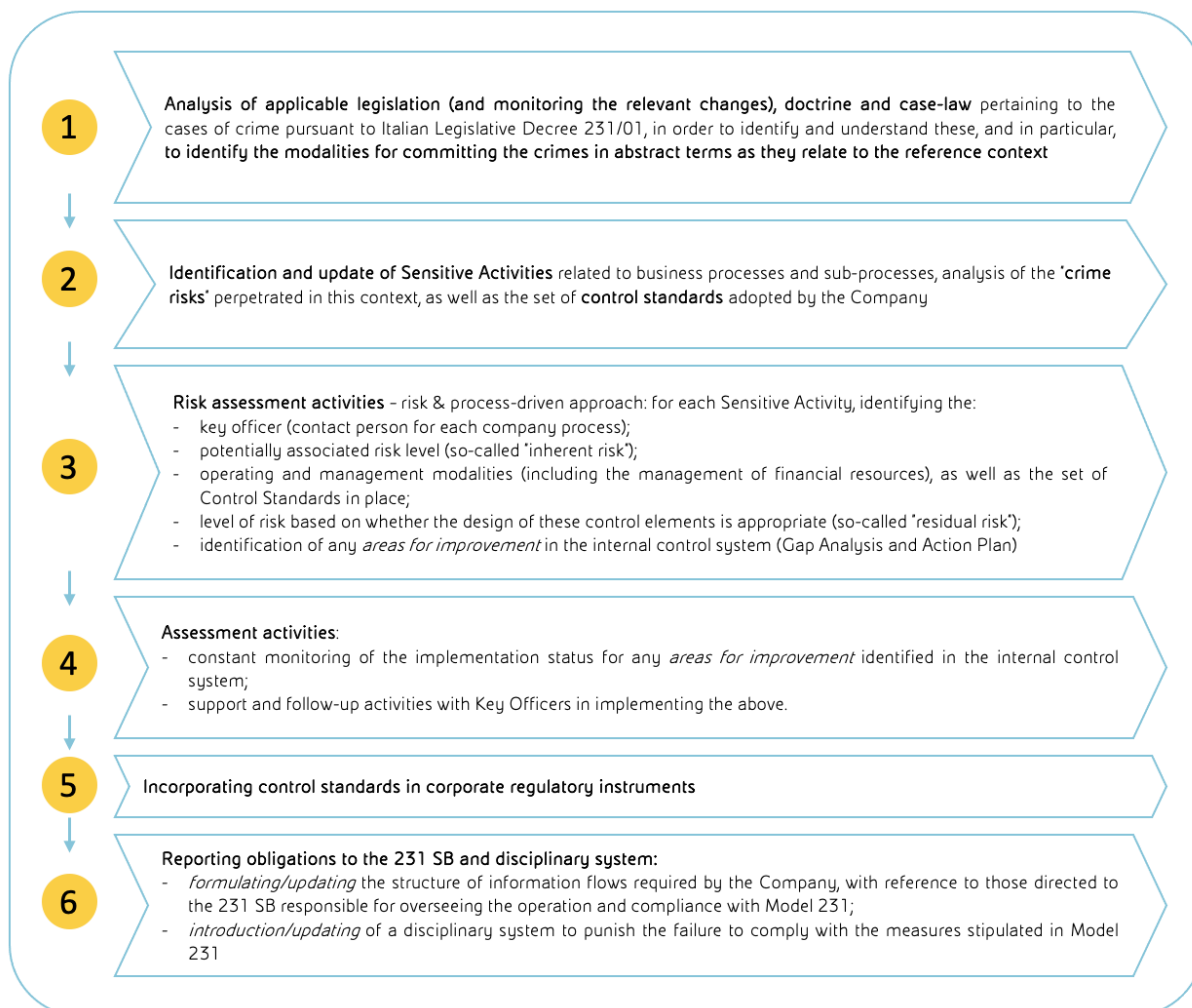 1
Analysis of applicable legislation (and monitoring the relevant changes), doctrine and case-law pertaining to the
cases of crime pursuant to Italian Legislative Decree 231/01, in order to identify and understand these, and in particular,
to identify the modalities for committing the crimes in abstract terms as they relate to the reference context
2
Identification and update of Sensitive Activities related to business processes and sub-processes, analysis of the "crime
risks" perpetrated in this context, as well as the set of control standards adopted by the Company
3
Risk assessment activities - risk & process-driven approach: for each Sensitive Activity, identifying the:
- key officer (contact person for each company process);
- potentially associated risk level (so-called "inherent risk");
- operating and management modalities (including the management of financial resources), as well as the set of
Control Standards in place;
- level of risk based on whether the design of these control elements is appropriate (so-called "residual risk");
- identification of any areas for improvement in the internal control system (Gap Analysis and Action Plan)
4
Assessment activities:
- constant monitoring of the implementation status for any areas for improvement identified in the internal control
system;
- support and follow-up activities with Key Officers in implementing the above.
5
Incorporating control standards in corporate regulatory instruments
6
Reporting obligations to the 231 SB and disciplinary system:
- formulating/updating the structure of information flows required by the Company, with reference to those directed to
the 231 SB responsible for overseeing the operation and compliance with Model 231;
- introduction/updating of a disciplinary system to punish the failure to comply with the measures stipulated in Model
231